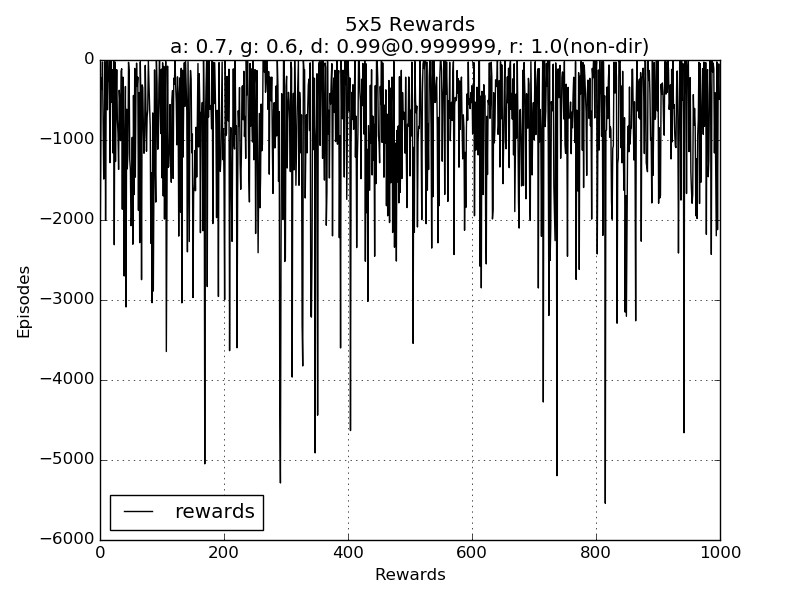 5x5 Rewards
a: 0.7, g: 0.6, d: 0.99@0.999999, r: 1.0(non-dir)
0
−1000
−2000
−3000
−4000
−5000
−6000
Episodes
rewards
0 200 400 600 800 1000
Rewards